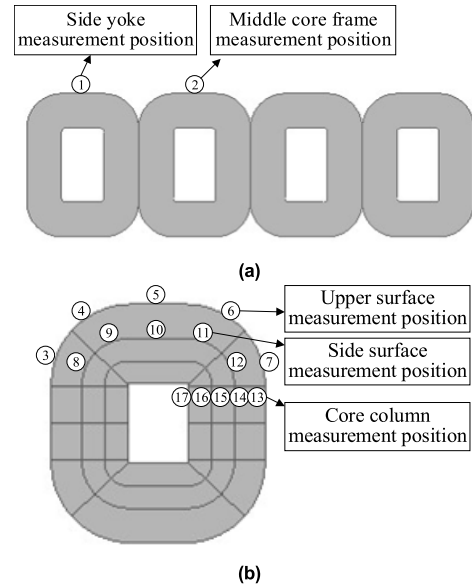 Side yoke
measurement position
Middle core frame
measurement position
1
2
(a)
5
4
6
Upper surface
measurement position
9
10
11
Side surface
measurement position
3
8
12
7
17
16
15
14
13
Core column
measurement position
(b)